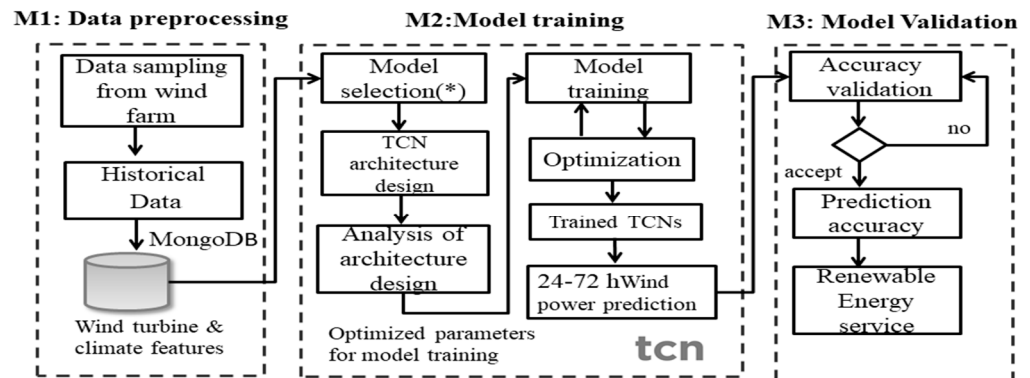 M1: Data preprocessing
Data sampling
from wind
farm
Historical
Data
MongoDB
Wind turbine &
climate features
M2:Model training
Model
selection(*)
TCN
architecture
design
Analysis of
architecture
design
Optimized parameters
for model training
Model
training
Optimization
Trained TCNs
24-72 hWind
power prediction
tcn
M3: Model Validation
Accuracy
validation
no
accept
Prediction
accuracy
Renewable
Energy
service